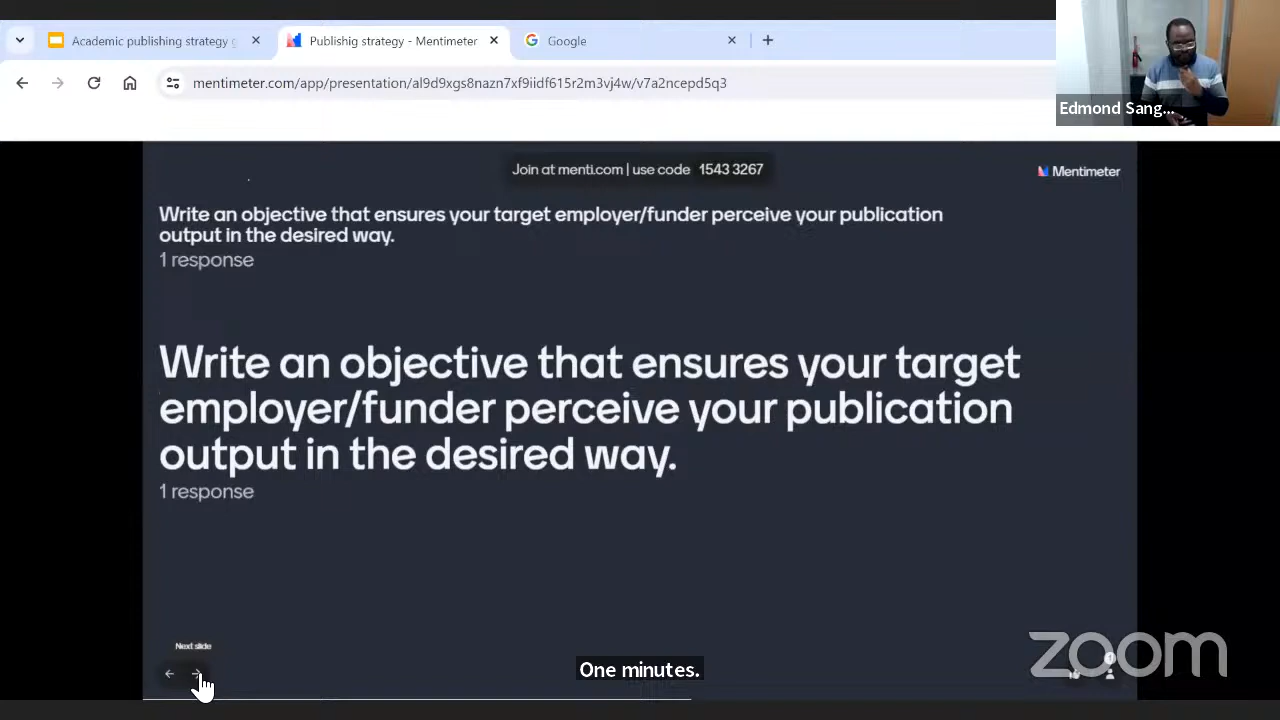 Academic publishing strategy g
Publishig strategy - Mentimeter
Google
mentimeter.com/app/presentation/al9d9xgs8nazn7xf9iidf615r2m3vj4w/v7a2ncepd5q3
Edmond Sang...
Join at menti.com | use code 1543 3267
Mentimeter
Write an objective that ensures your target employer/funder perceive your publication
output in the desired way.
1 response
Write an objective that ensures your target
employer/funder perceive your publication
output in the desired way.
1 response
Next slide
One minutes.
zoom
1